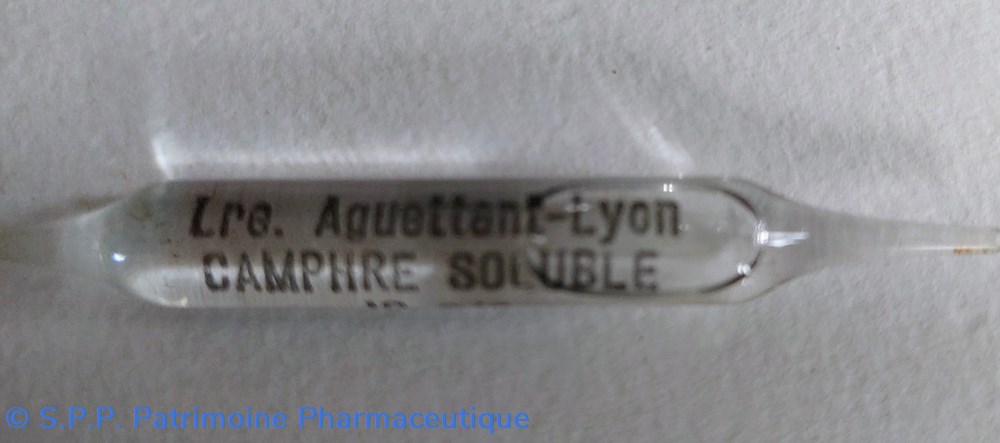 Lre. Aguettant-Lyon
CAMPHRE SOLUBLE
© S.P.P. Patrimoine Pharmaceutique